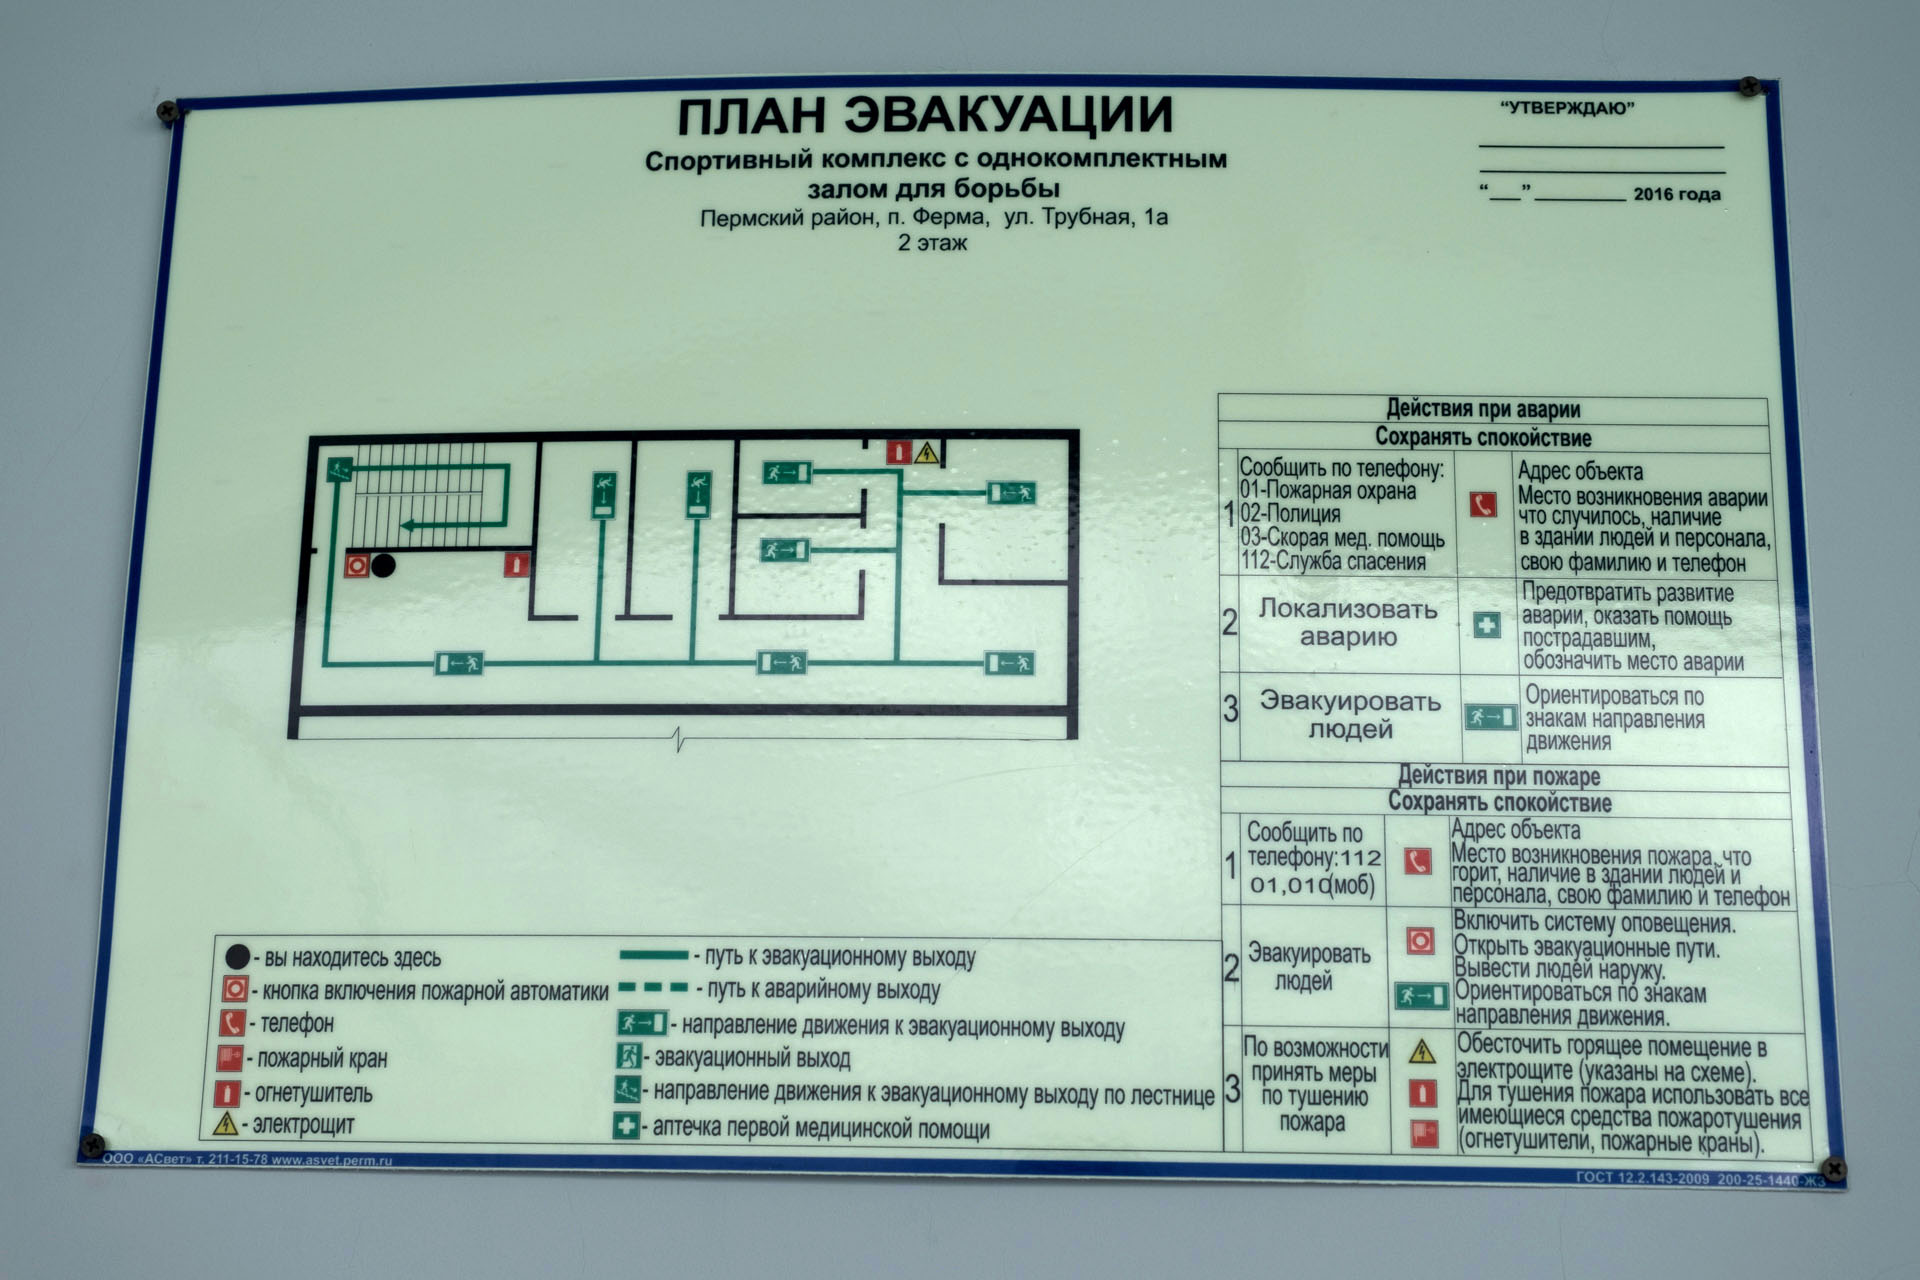 ПЛАН ЭВАКУАЦИИ
Спортивный комплекс с однокомплектным
залом для борьбы
Пермский район, п. Ферма, ул. Трубная, 1а
2 этаж
“УТВЕРЖДАЮ”
“__” ________ 2016 года
Действия при аварии
Сохранять спокойствие
1
Сообщить по телефону:
01-Пожарная охрана
02-Полиция
03-Скорая мед. помощь
112-Служба спасения
Адрес объекта
Место возникновения аварии
что случилось, наличие
в здании людей и персонала,
свою фамилию и телефон
2
Локализовать
аварию
Предотвратить развитие
аварии, оказать помощь
пострадавшим,
обозначить место аварии
3
Эвакуировать
людей
Ориентироваться по
знакам направления
движения
Действия при пожаре
Сохранять спокойствие
1
Сообщить по
телефону:112
01,010(моб)
Адрес объекта
Место возникновения пожара, что
горит, наличие в здании людей и
персонала, свою фамилию и телефон
2
Эвакуировать
людей
Включить систему оповещения.
Открыть эвакуационные пути.
Вывести людей наружу.
Ориентироваться по знакам
направления движения.
3
По возможности
принять меры
по тушению
пожара
Обесточить горящее помещение в
электрощите (указаны на схеме).
Для тушения пожара использовать все
имеющиеся средства пожаротушения
(огнетушители, пожарные краны).
- вы находитесь здесь
- кнопка включения пожарной автоматики
- телефон
- пожарный кран
- огнетушитель
- электрощит
- путь к эвакуационному выходу
- путь к аварийному выходу
- направление движения к эвакуационному выходу
- эвакуационный выход
- направление движения к эвакуационному выходу по лестнице
- аптечка первой медицинской помощи
ООО «АСвет» т. 211-15-78 www.asvet.perm.ru
ГОСТ 12.2.143-2009 200-25-1440-ЖЗ